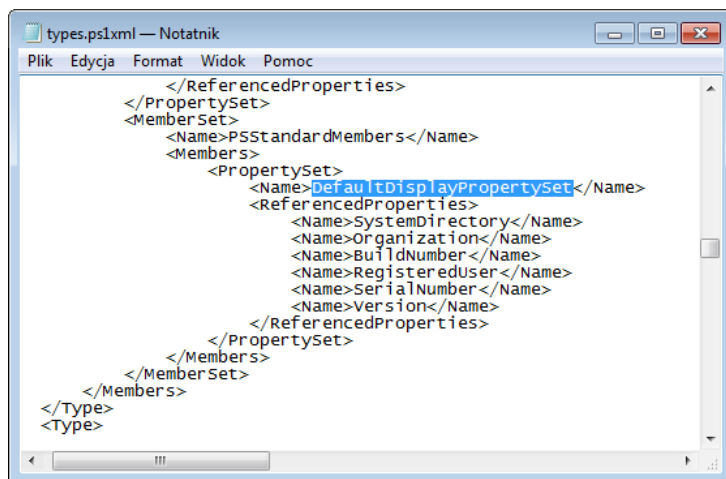 types.ps1xml — Notatnik
Plik Edycja Format Widok Pomoc
</ReferencedProperties>
</PropertySet>
<MemberSet>
<Name>PSStandardMembers</Name>
<Members>
<PropertySet>
<Name>DefaultDisplayPropertySet</Name>
<ReferencedProperties>
<Name>SystemDirectory</Name>
<Name>Organization</Name>
<Name>BuildNumber</Name>
<Name>RegisteredUser</Name>
<Name>SerialNumber</Name>
<Name>Version</Name>
</ReferencedProperties>
</PropertySet>
</Members>
</MemberSet>
</Members>
</Type>
<Type>